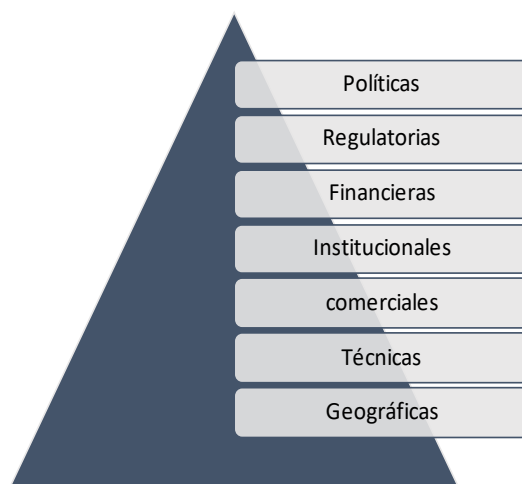 Políticas
Regulatorias
Financieras
Institucionales
comerciales
Técnicas
Geográficas